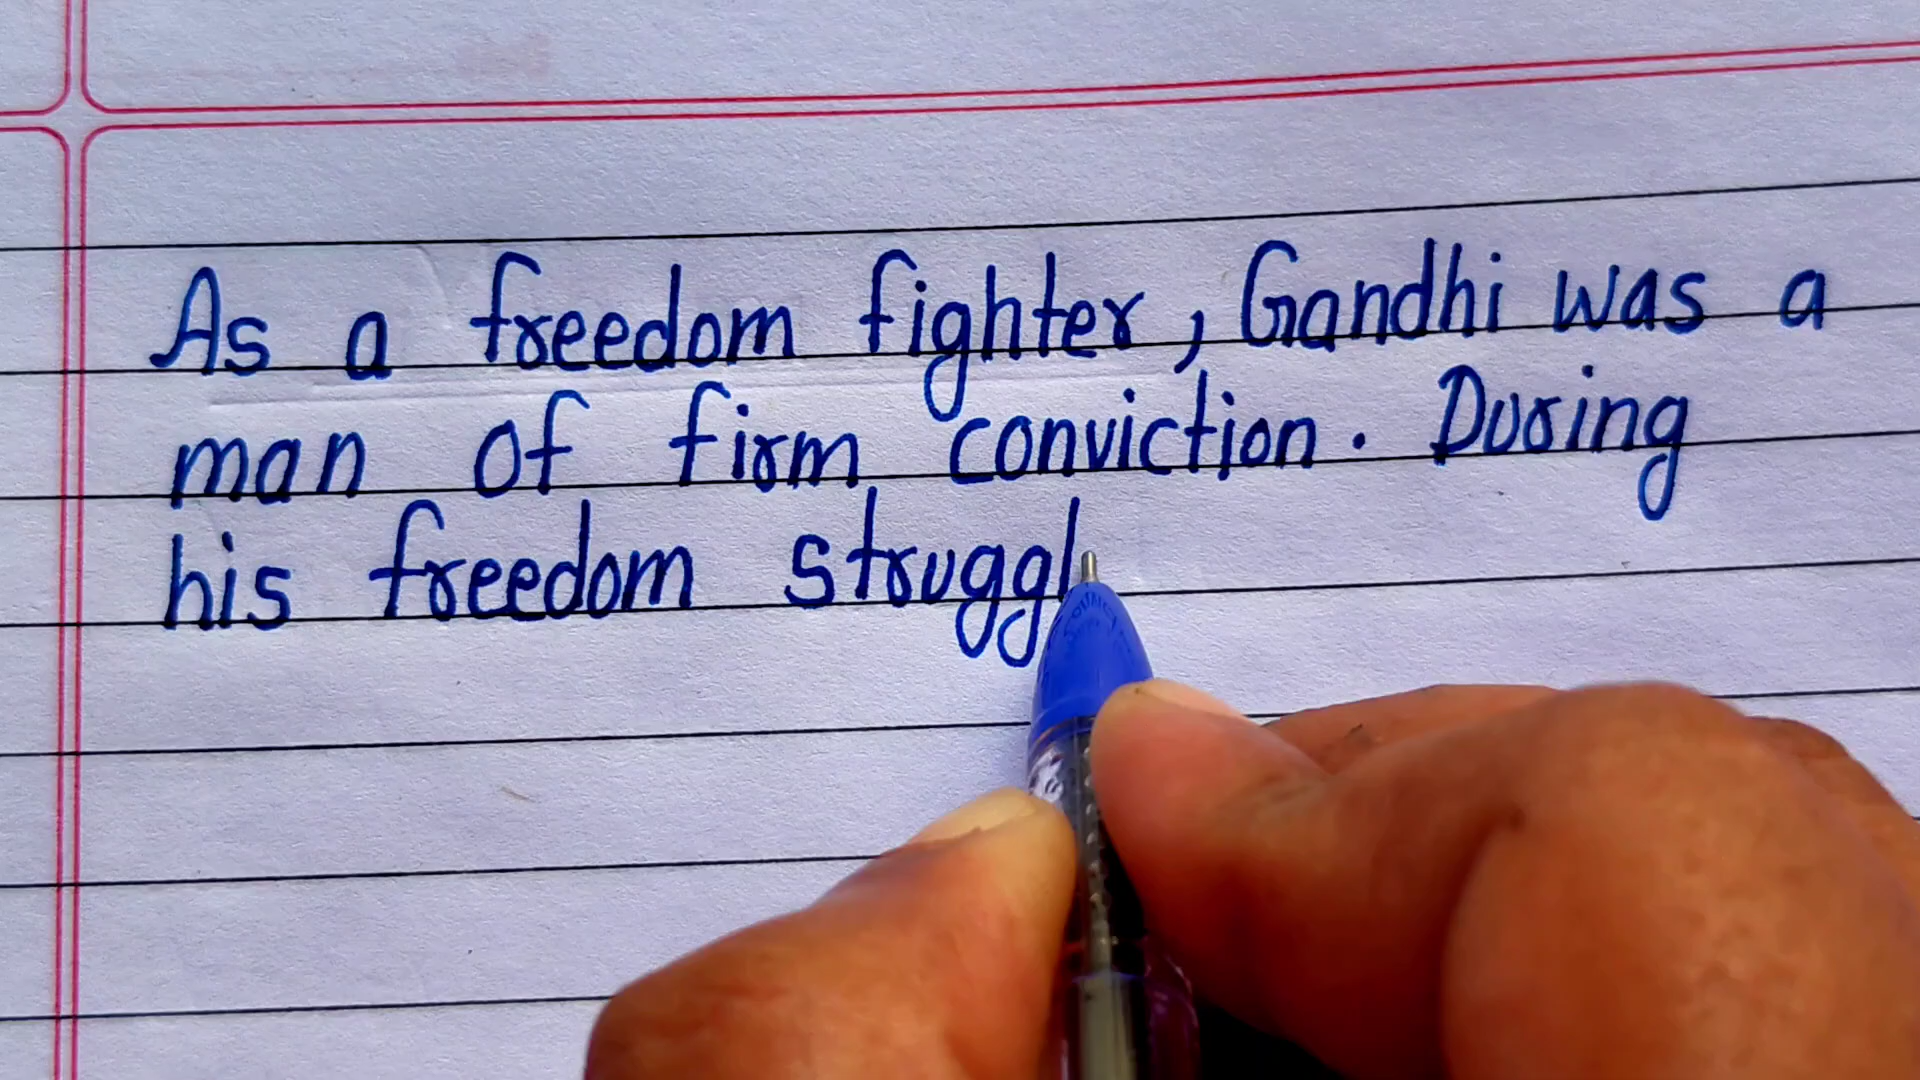 As a freedom fighter, Gandhi was a
man of firm conviction. During
his freedom struggl